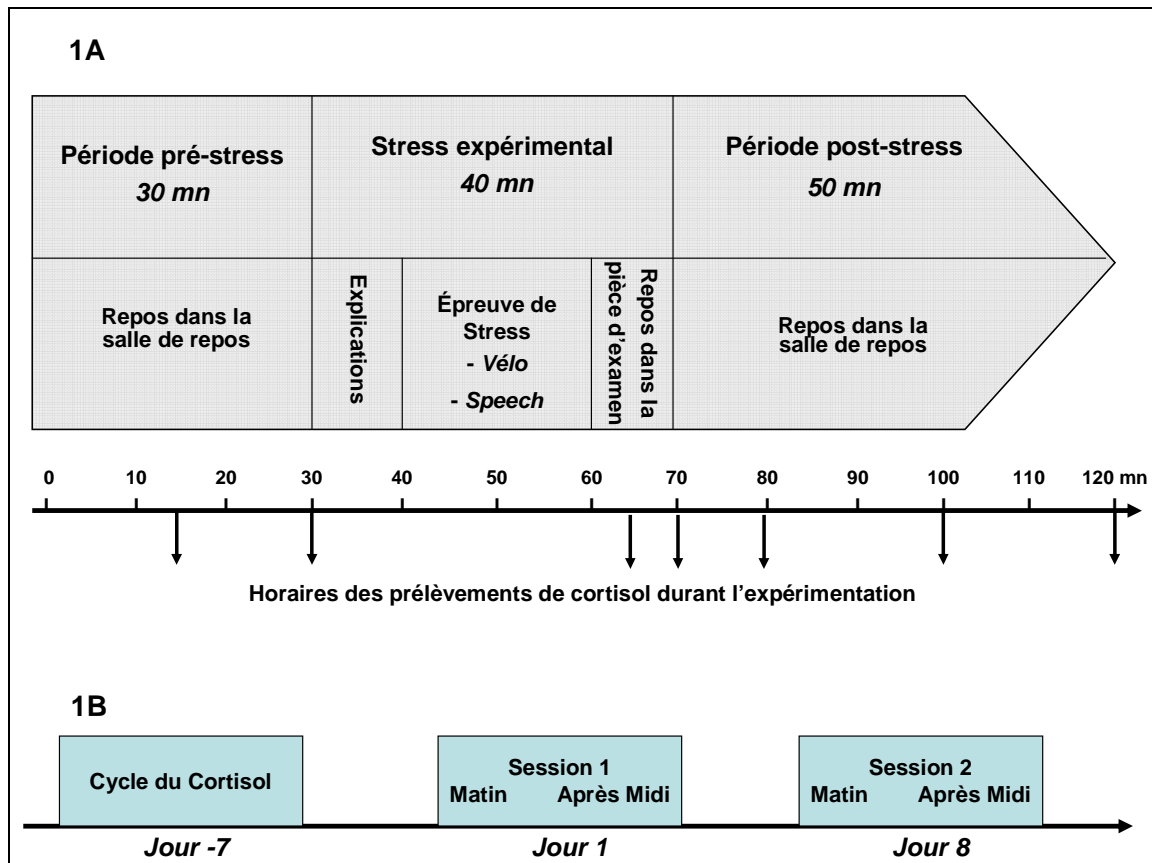 1A
Période pré-stress
30 mn
Stress expérimental
40 mn
Période post-stress
50 mn
Repos dans la
salle de repos
Explications
Épreuve de
Stress
- Vélo
- Speech
Repos dans la
pièce d'examen
Repos dans la
salle de repos
0 10 20 30 40 50 60 70 80 90 100 110 120 mn
Horaires des prélèvements de cortisol durant l'expérimentation
1B
Cycle du Cortisol
Session 1
Matin Après Midi
Session 2
Matin Après Midi
Jour -7 Jour 1 Jour 8